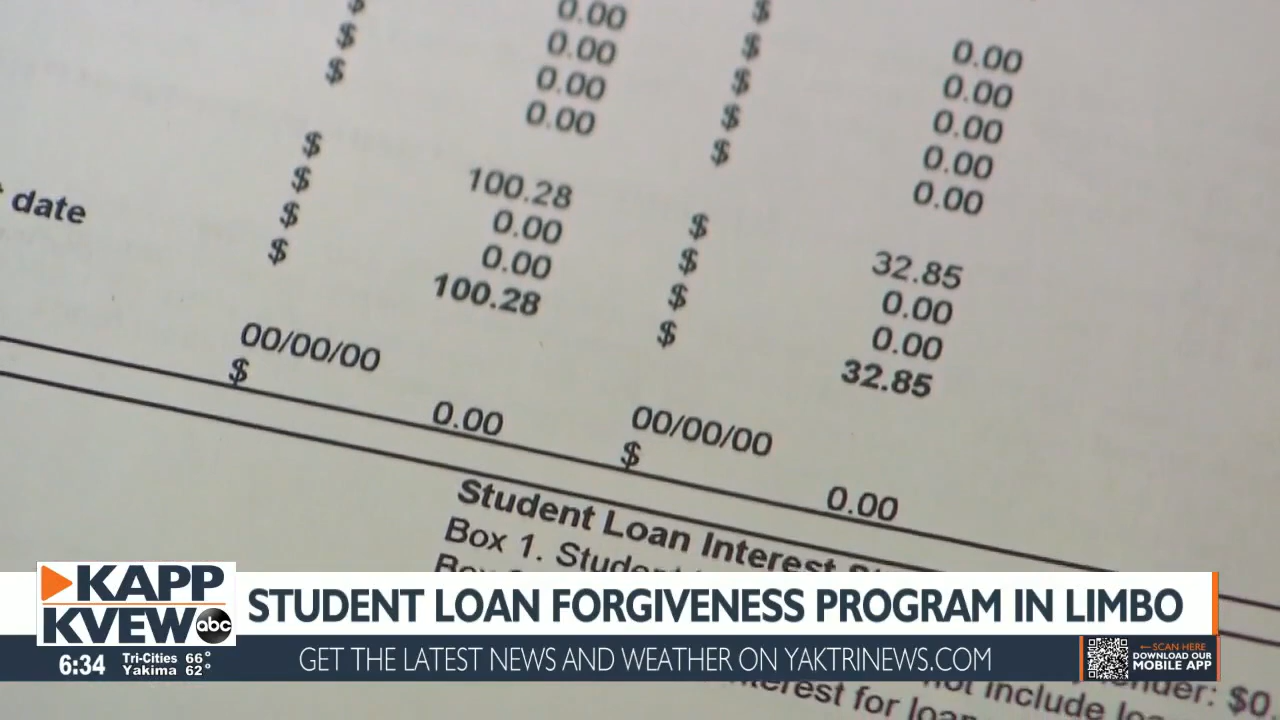 $ 0.00 $ 0.00
$ 0.00 $ 0.00
$ 0.00 $ 0.00
0.00 $ 0.00
$ 0.00
$ 100.28
$ 0.00 $ 32.85
date $ 0.00 $ 0.00
$ 100.28 $ 0.00
$ 32.85
00/00/00 00/00/00
$ 0.00 $ 0.00
Student Loan Interest
Box 1.
KAPP
KVEW abc
STUDENT LOAN FORGIVENESS PROGRAM IN LIMBO
6:34 Tri-Cities 66°
Yakima 62°
GET THE LATEST NEWS AND WEATHER ON YAKTRINEWS.COM
←SCAN HERE
DOWNLOAD OUR
MOBILE APP
not include
$0
for